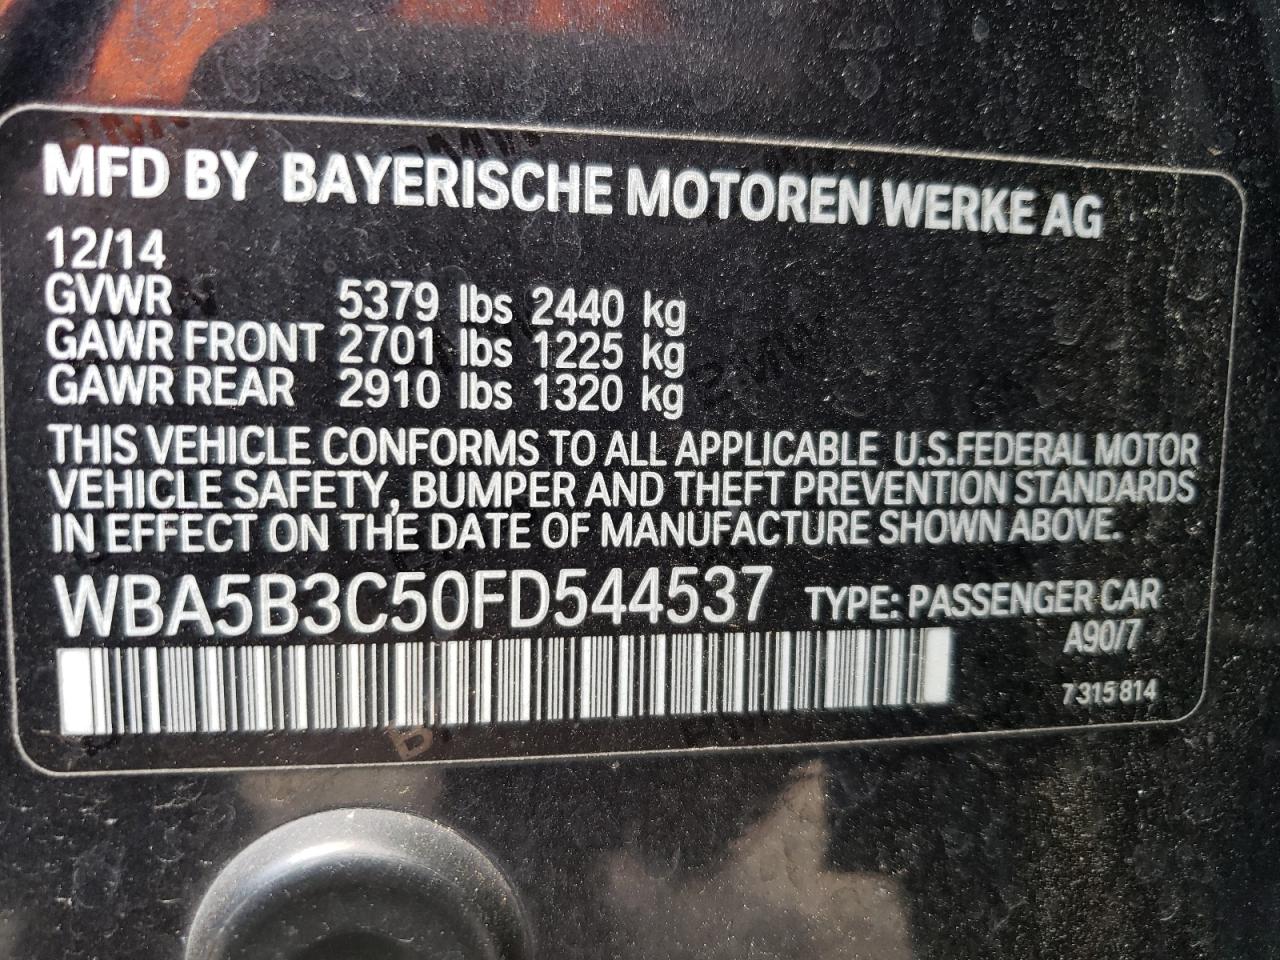 MFD BY BAYERISCHE MOTOREN WERKE AG
12/14
GVWR 5379 lbs 2440 kg
GAWR FRONT 2701 lbs 1225 kg
GAWR REAR 2910 lbs 1320 kg
THIS VEHICLE CONFORMS TO ALL APPLICABLE U.S.FEDERAL MOTOR
VEHICLE SAFETY, BUMPER AND THEFT PREVENTION STANDARDS
IN EFFECT ON THE DATE OF MANUFACTURE SHOWN ABOVE.
WBA5B3C50FD544537 TYPE: PASSENGER CAR
A90/7
7 315 814